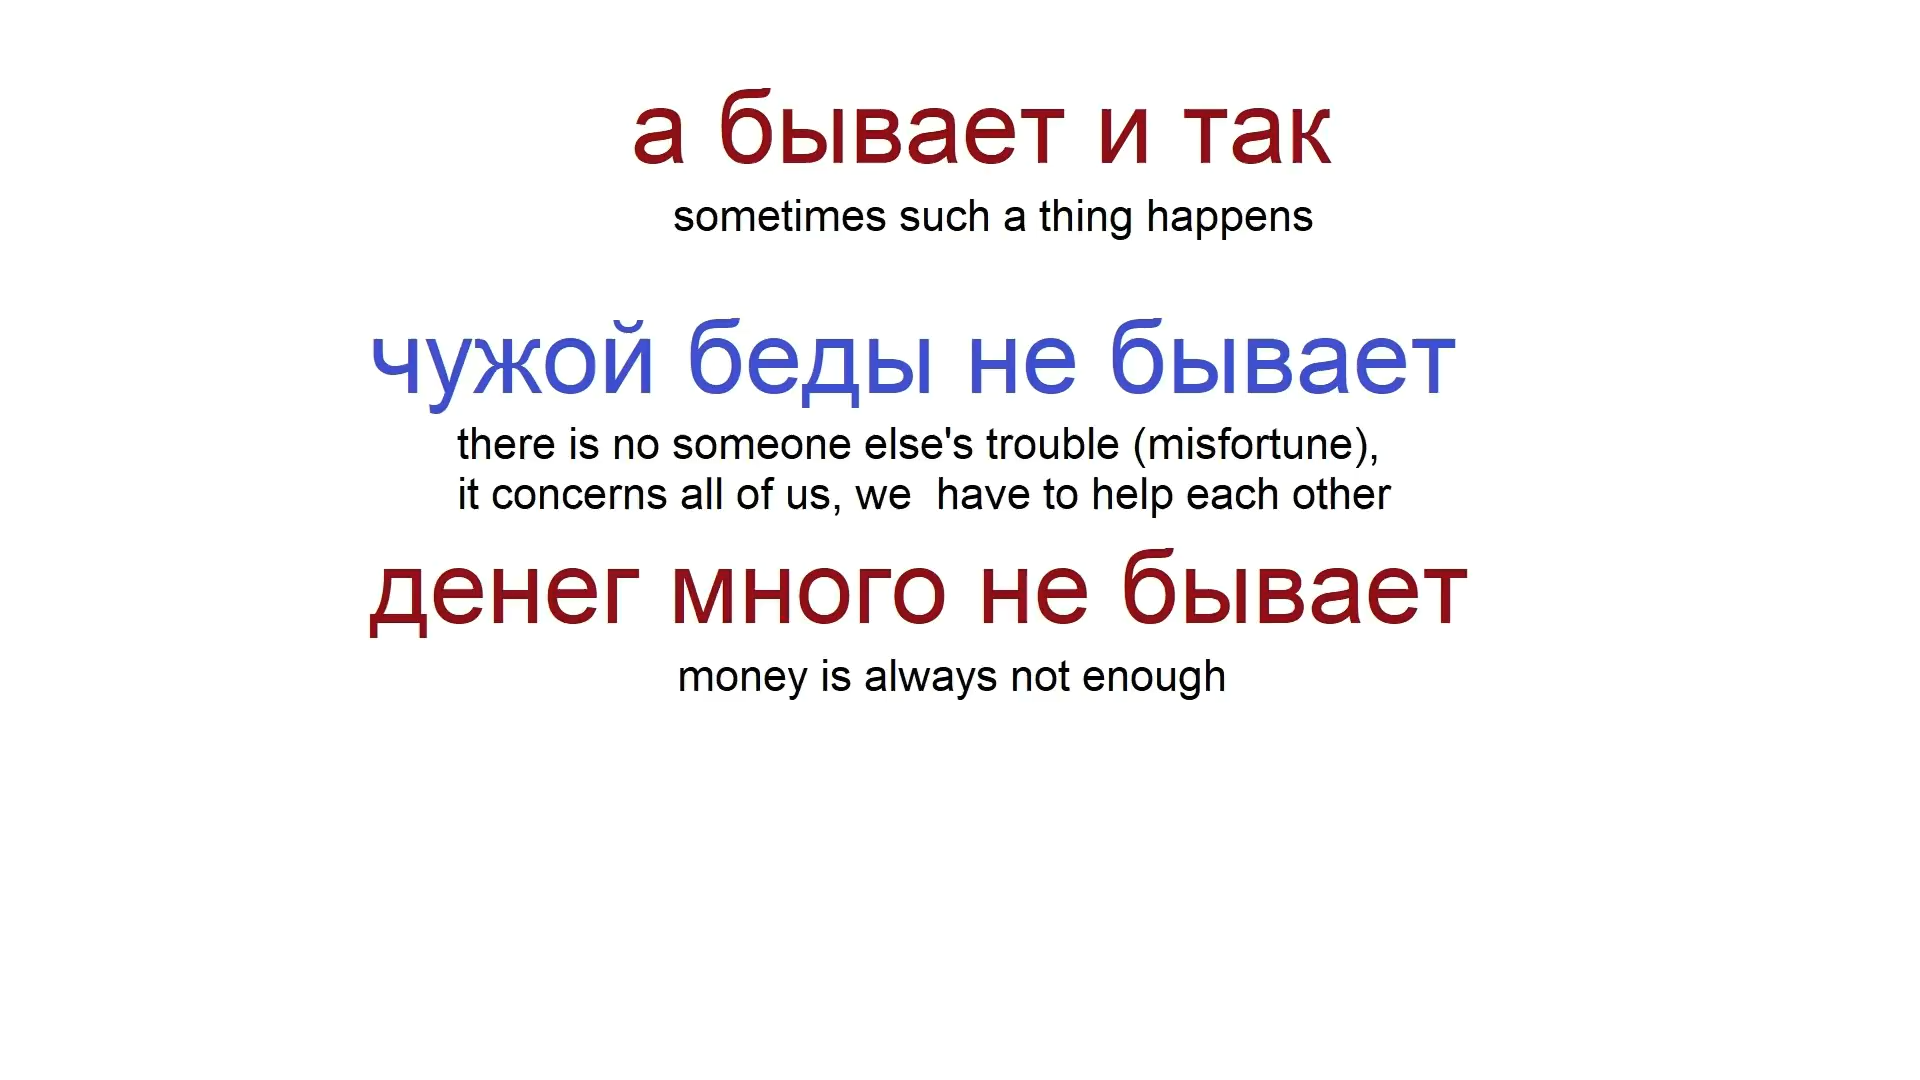 а бывает и так
sometimes such a thing happens
чужой беды не бывает
there is no someone else's trouble (misfortune),
it concerns all of us, we  have to help each other
денег много не бывает
money is always not enough